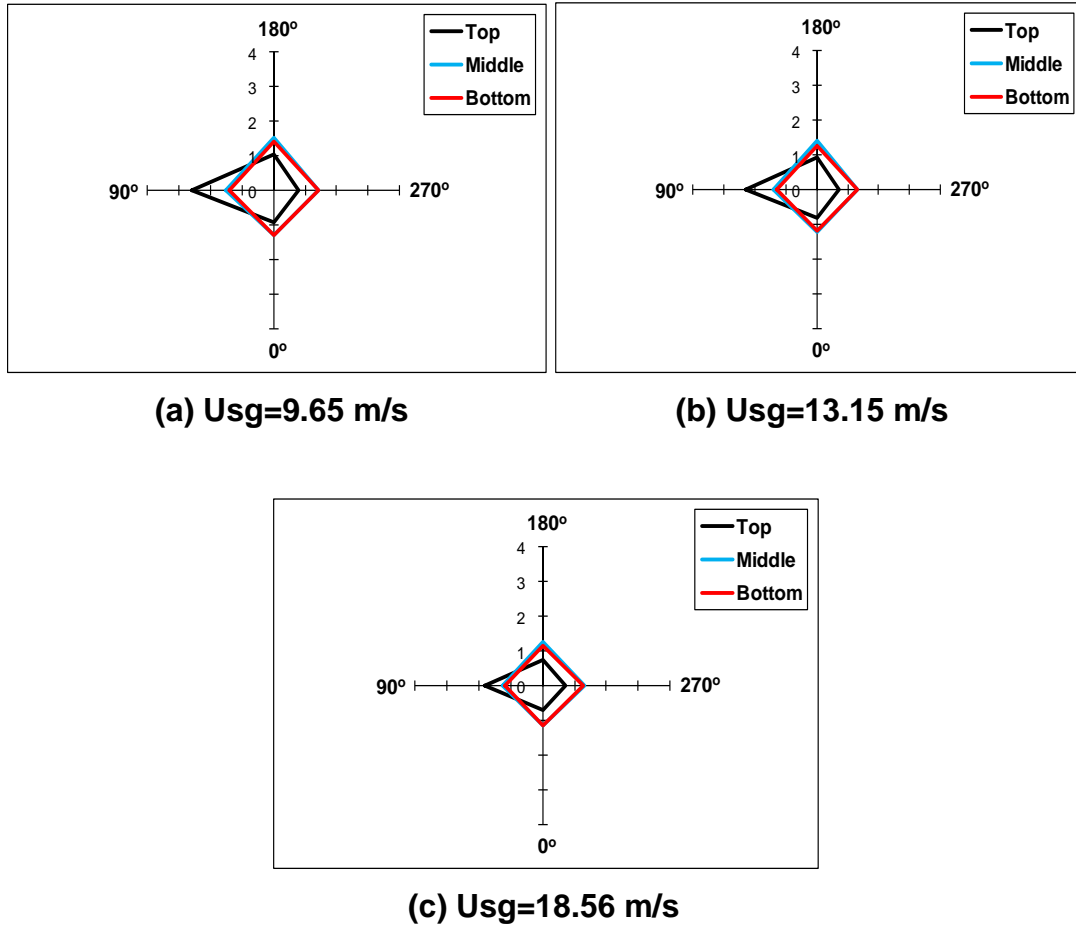 180º
4
3
2
1
0
90º
270º
0º
Top
Middle
Bottom
(a) Usg=9.65 m/s
180º
4
3
2
1
0
90º
270º
0º
Top
Middle
Bottom
(b) Usg=13.15 m/s
180º
4
3
2
1
0
90º
270º
0º
Top
Middle
Bottom
(c) Usg=18.56 m/s